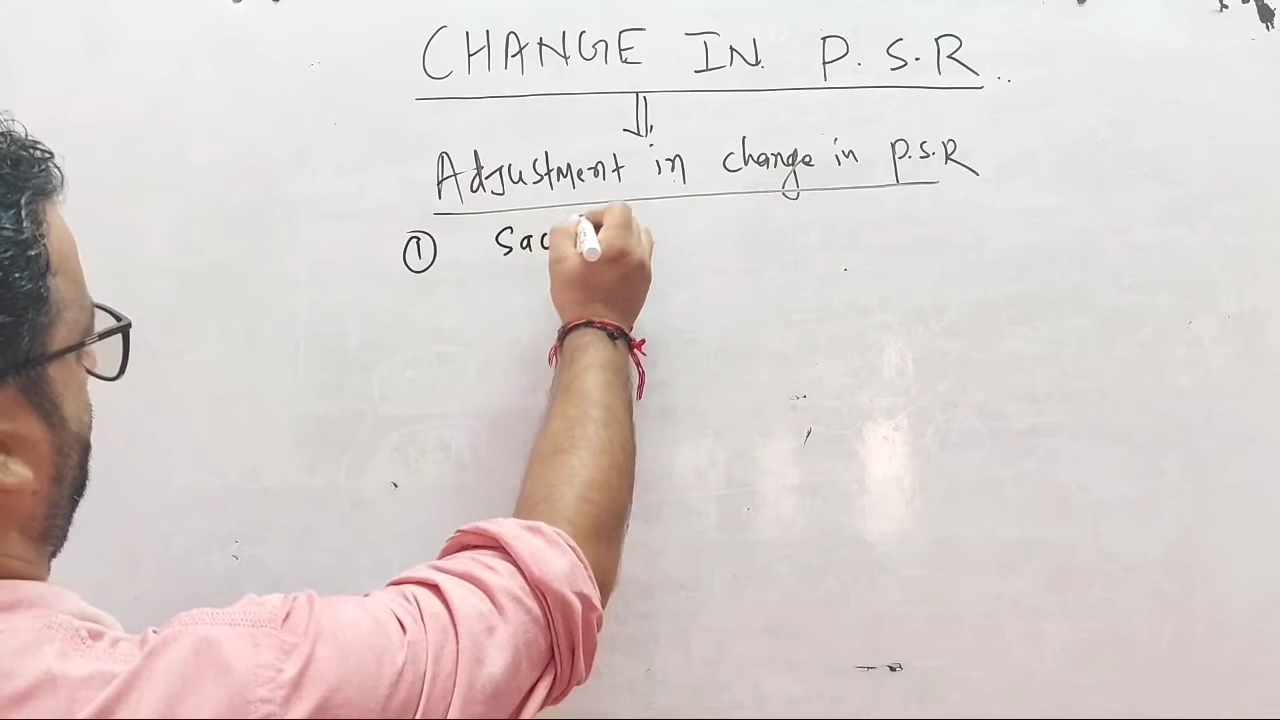 CHANGE IN P.S.R..
Adjustment in change in P.S.R
① Sac